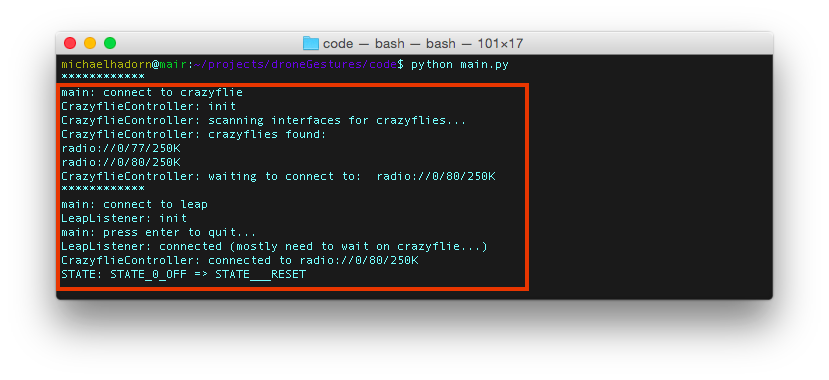 code — bash — bash — 101×17
michaelhadorn@mair:~/projects/droneGestures/code$ python main.py
************
main: connect to crazyflie
CrazyflieController: init
CrazyflieController: scanning interfaces for crazyflies...
CrazyflieController: crazyflies found:
radio://0/77/250K
radio://0/80/250K
CrazyflieController: waiting to connect to:  radio://0/80/250K
************
main: connect to leap
LeapListener: init
main: press enter to quit...
LeapListener: connected (mostly need to wait on crazyflie...)
CrazyflieController: connected to radio://0/80/250K
STATE: STATE_0_OFF => STATE___RESET